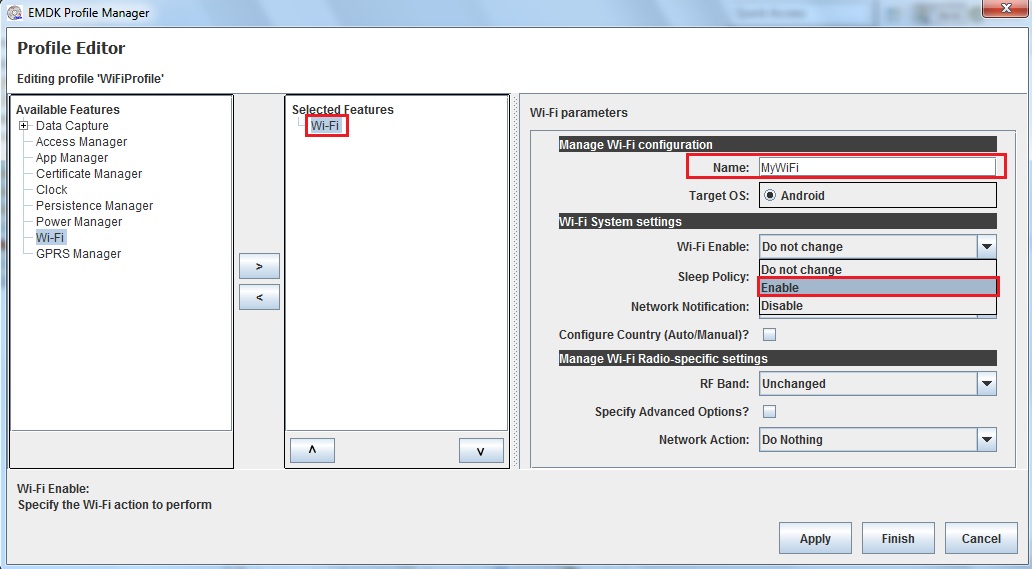 EMDK Profile Manager
Profile Editor
Editing profile 'WiFiProfile'
Available Features
Data Capture
Access Manager
App Manager
Certificate Manager
Clock
Persistence Manager
Power Manager
Wi-Fi
GPRS Manager
>
<
Selected Features
Wi-Fi
Wi-Fi parameters
Manage Wi-Fi configuration
Name: MyWiFi
Target OS: Android
Wi-Fi System settings
Wi-Fi Enable: Do not change
Do not change
Sleep Policy:
Enable
Network Notification:
Disable
Configure Country (Auto/Manual)?
Manage Wi-Fi Radio-specific settings
RF Band: Unchanged
Specify Advanced Options?
Network Action: Do Nothing
Wi-Fi Enable:
Specify the Wi-Fi action to perform
Apply Finish Cancel